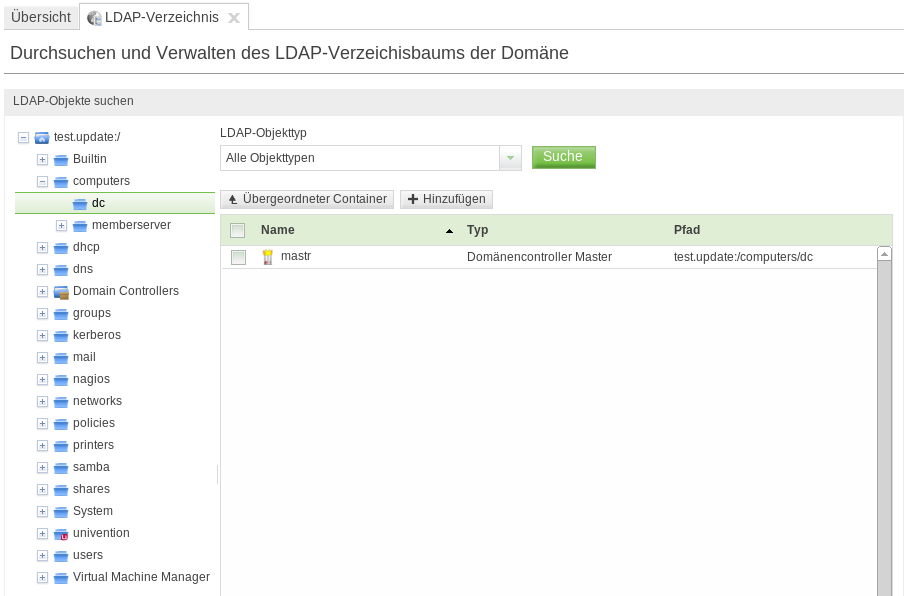 Übersicht LDAP-Verzeichnis
Durchsuchen und Verwalten des LDAP-Verzeichisbaums der Domäne
LDAP-Objekte suchen
test.update:/
Builtin
computers
dc
memberserver
dhcp
dns
Domain Controllers
groups
kerberos
mail
nagios
networks
policies
printers
samba
shares
System
univention
users
Virtual Machine Manager
LDAP-Objekttyp
Alle Objekttypen Suche
Übergeordneter Container Hinzufügen
Name Typ Pfad
mastr Domänencontroller Master test.update:/computers/dc